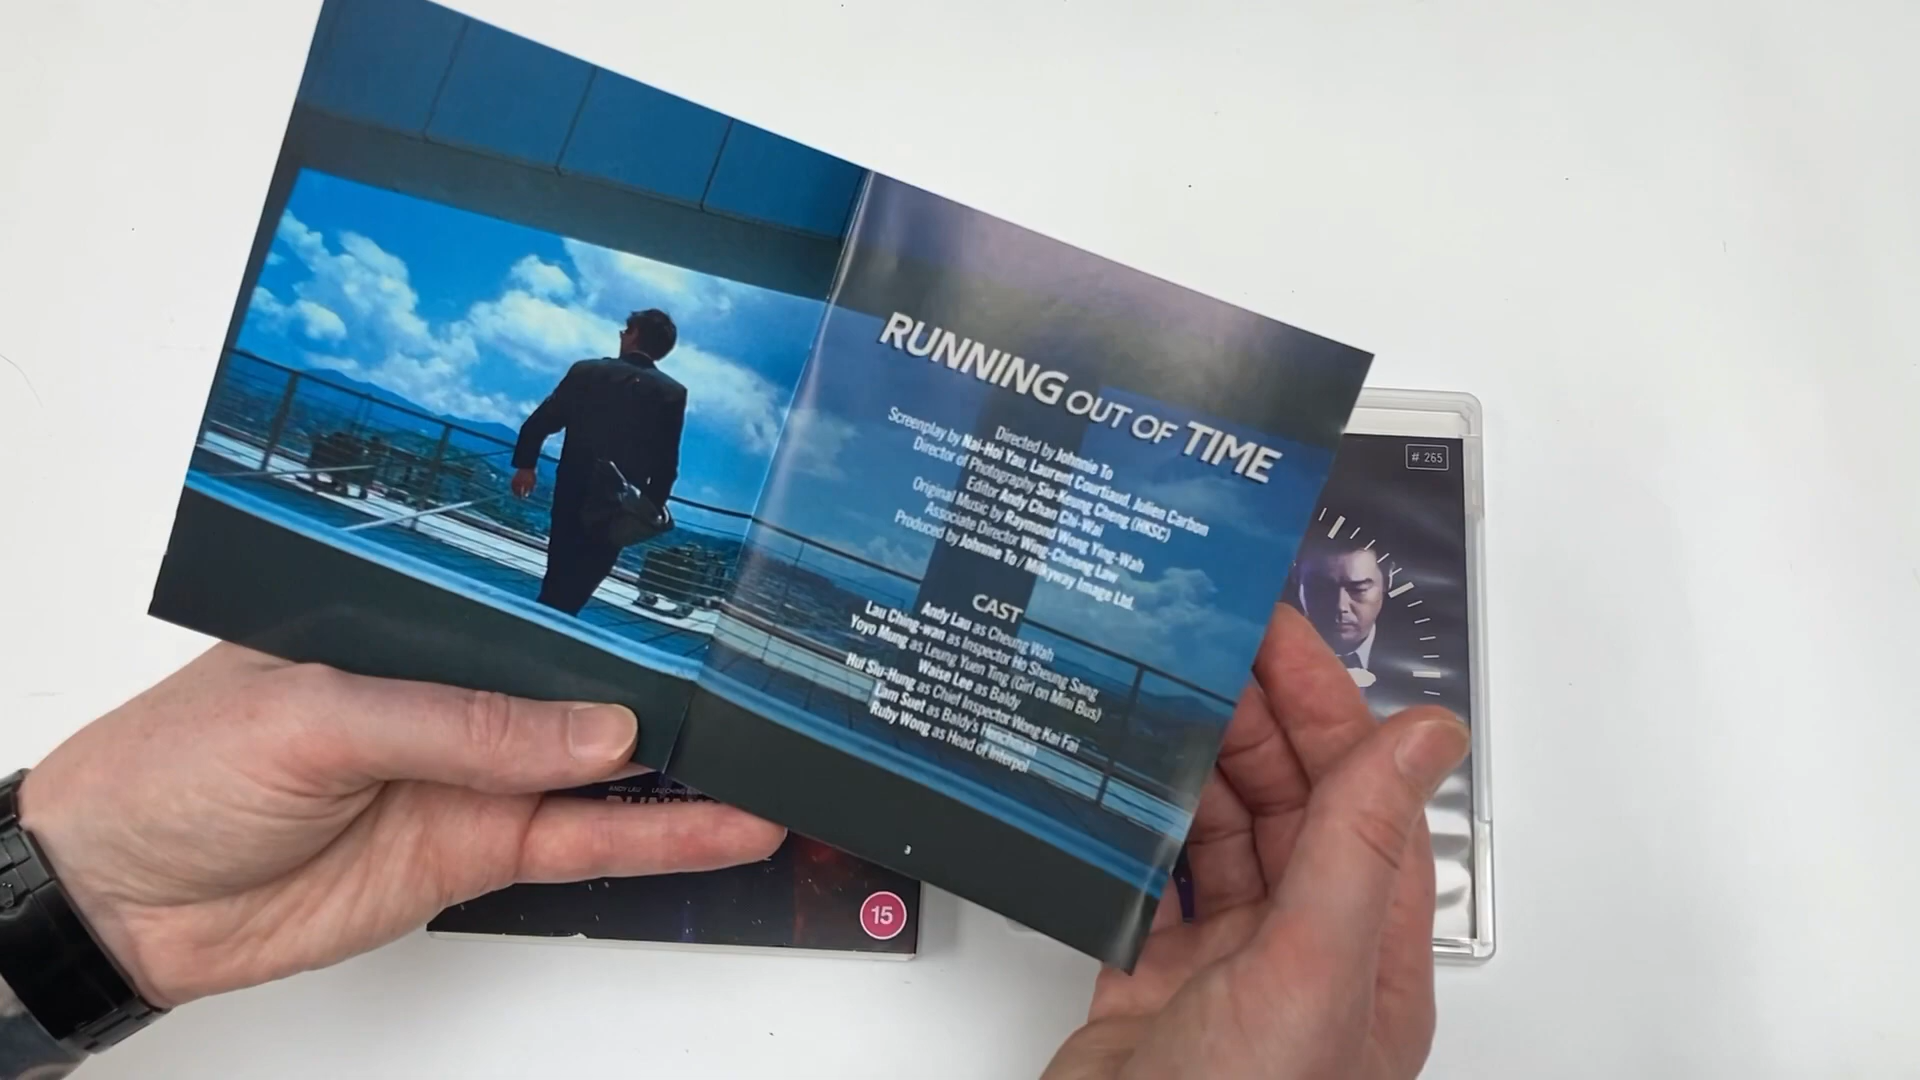 RUNNING OUT OF TIME
Directed by Johnnie To
Screenplay by Nai-Hoi Yau, Laurent Courtiaud, Julien Carbon
Director of Photography Siu-Keung Cheng (HKSC)
Editor Andy Chan Chi-Wai
Original Music by Raymond Wong Ying-Wah
Associate Director Wing-Cheong Law
Produced by Johnnie To / Milkyway Image Ltd.
CAST
Andy Lau as Cheung Wah
Lau Ching-wan as Inspector Ho Sheung Sang
Yoyo Mung as Leung Yuen Ting (Girl on Mini Bus)
Waise Lee as Baldy
Hui Siu-Hung as Chief Inspector Wong Kai Fai
Lam Suet as Baldy's Henchman
Ruby Wong as Head of Interpol
3
# 265
ANDY LAU LAU CHING
15